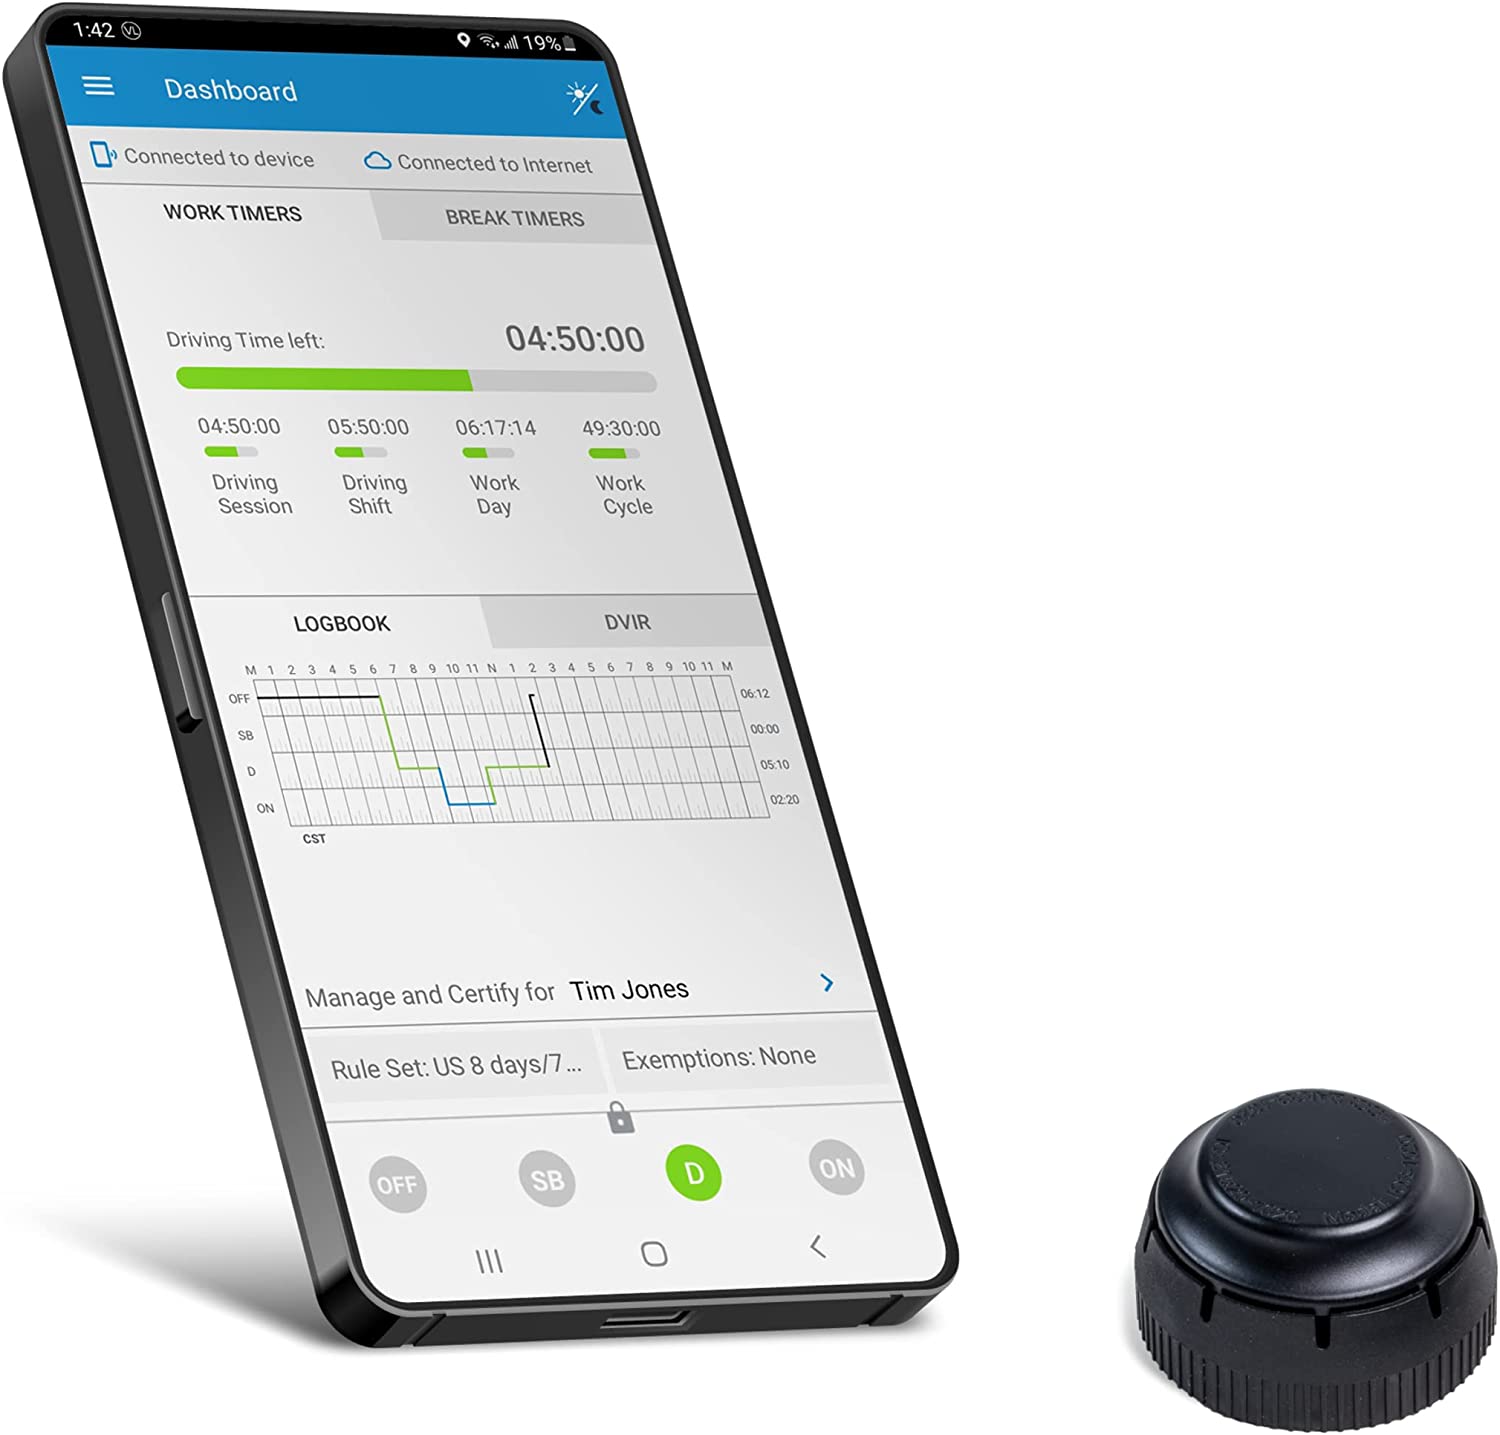 1:42 VL 19%
Dashboard
Connected to device Connected to Internet
WORK TIMERS BREAK TIMERS
Driving Time left: 04:50:00
04:50:00 05:50:00 06:17:14 49:30:00
Driving Session Driving Shift Work Day Work Cycle
LOGBOOK DVIR
M 1 2 3 4 5 6 7 8 9 10 11 N 1 2 3 4 5 6 7 8 9 10 11 M
OFF 06:12
SB 00:00
D 05:10
ON 02:20
CST
Manage and Certify for Tim Jones
Rule Set: US 8 days/7... Exemptions: None
OFF SB D ON